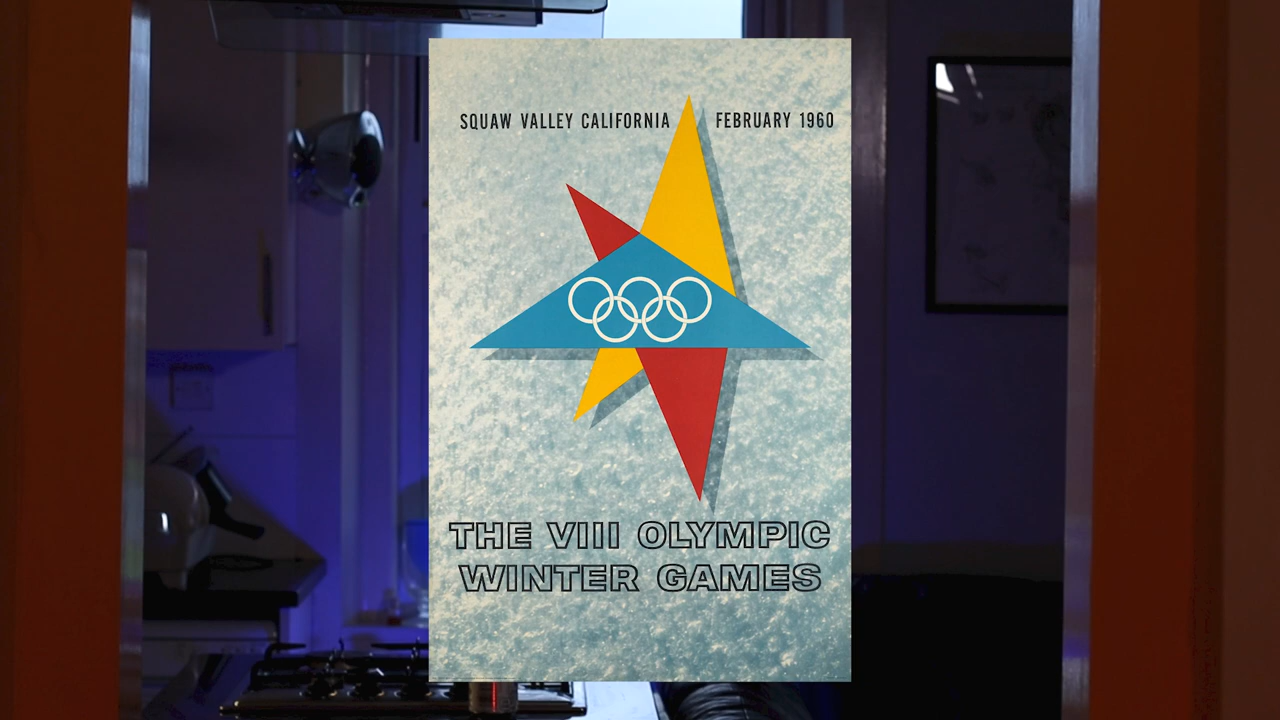 SQUAW VALLEY CALIFORNIA FEBRUARY 1960
THE VIII OLYMPIC
WINTER GAMES